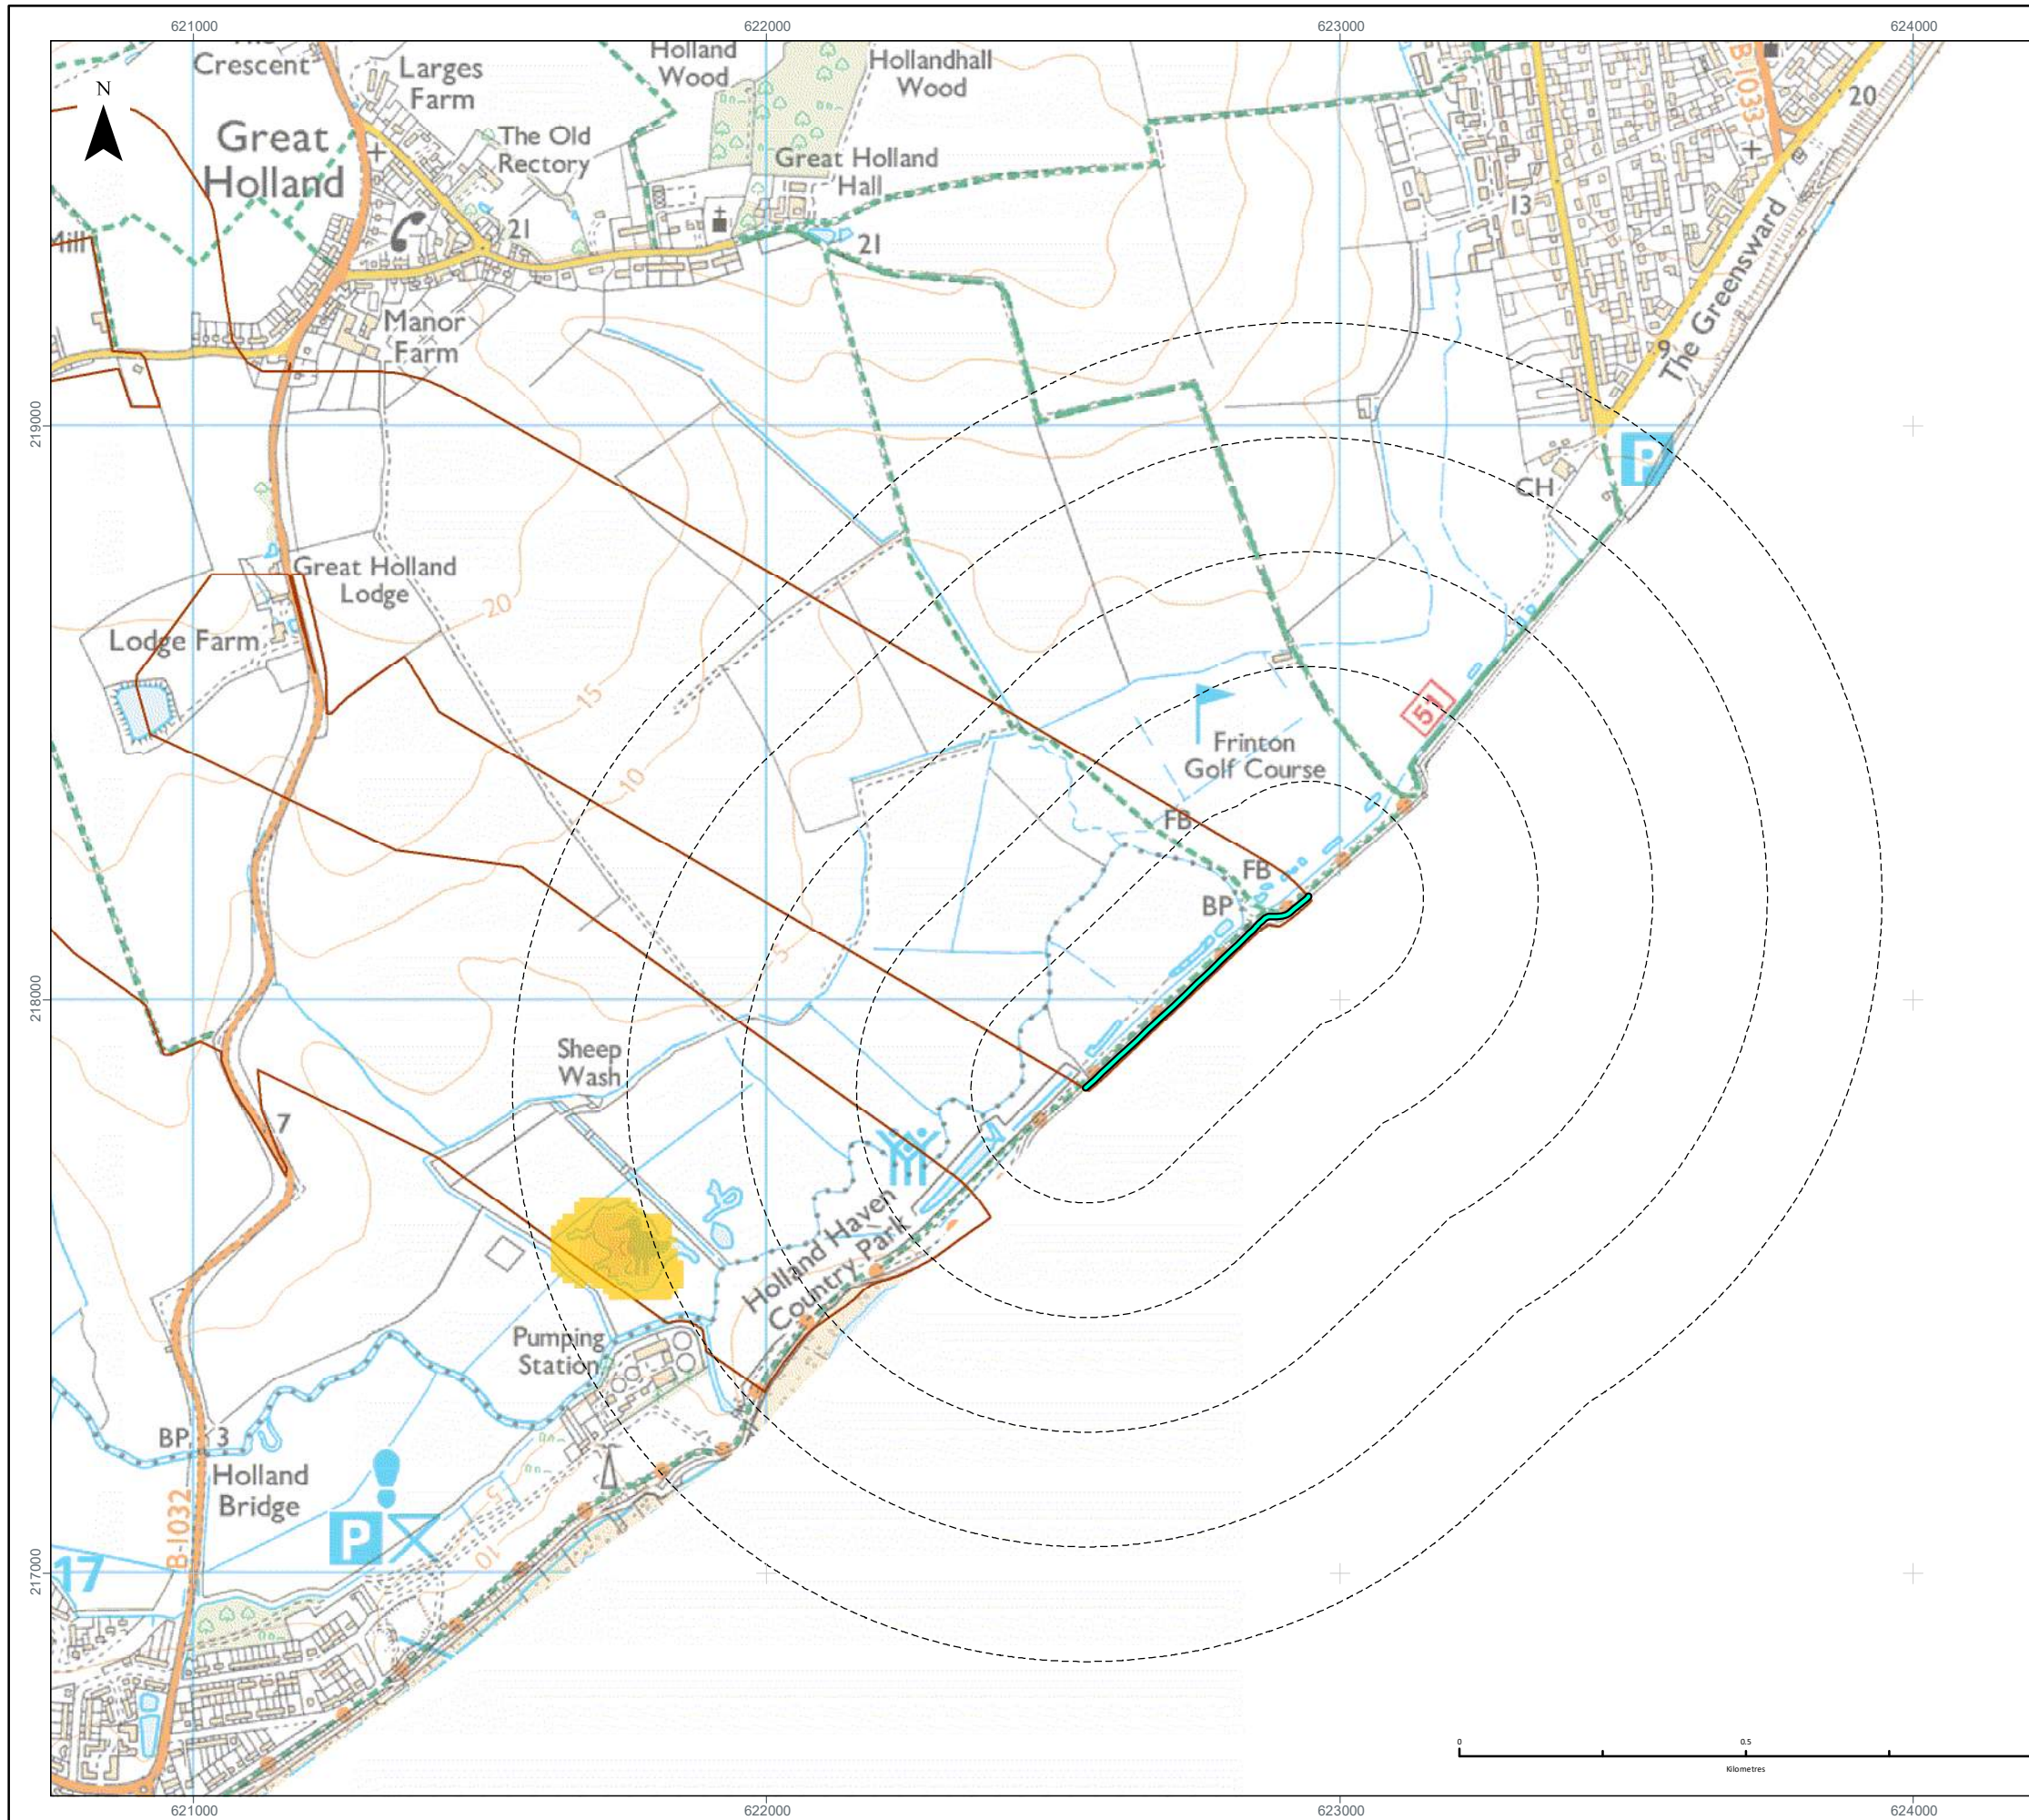 621000
622000
623000
624000
Crescent
Larges
Farm
Holland
Wood
Hollandhall
Wood
B-1033
20
N
Great
Holland
The Old
Rectory
Great Holland
Hall
13
21
21
Mill
Manor
Farm
9
The Greensward
219000
P
CH
Great Holland
Lodge
20
Lodge Farm
15
51
10
Frinton
Golf Course
FB
FB
BP
5
218000
Sheep
Wash
7
Holland Haven
Country Park
Pumping
Station
BP
3
Holland
Bridge
B-1032
P
5
10
17
217000
0
0.5
Kilometres
621000
622000
623000
624000